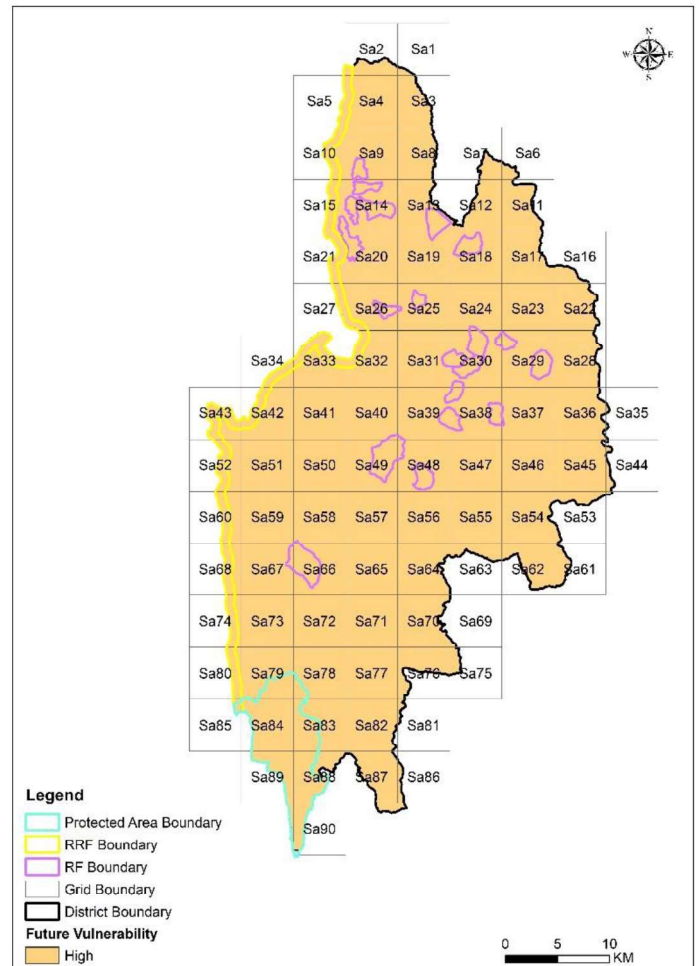 N
W E
S
Sa2 Sa1
Sa5 Sa4 Sa3
Sa10 Sa9 Sa8 Sa7 Sa6
Sa15 Sa14 Sa13 Sa12 Sa11
Sa21 Sa20 Sa19 Sa18 Sa17 Sa16
Sa27 Sa26 Sa25 Sa24 Sa23 Sa22
Sa34 Sa33 Sa32 Sa31 Sa30 Sa29 Sa28
Sa43 Sa42 Sa41 Sa40 Sa39 Sa38 Sa37 Sa36 Sa35
Sa52 Sa51 Sa50 Sa49 Sa48 Sa47 Sa46 Sa45 Sa44
Sa60 Sa59 Sa58 Sa57 Sa56 Sa55 Sa54 Sa53
Sa68 Sa67 Sa66 Sa65 Sa64 Sa63 Sa62 Sa61
Sa74 Sa73 Sa72 Sa71 Sa70 Sa69
Sa80 Sa79 Sa78 Sa77 Sa76 Sa75
Sa85 Sa84 Sa83 Sa82 Sa81
Sa89 Sa88 Sa87 Sa86
Sa90
Legend
Protected Area Boundary
RRF Boundary
RF Boundary
Grid Boundary
District Boundary
Future Vulnerability
High
0 5 10
KM